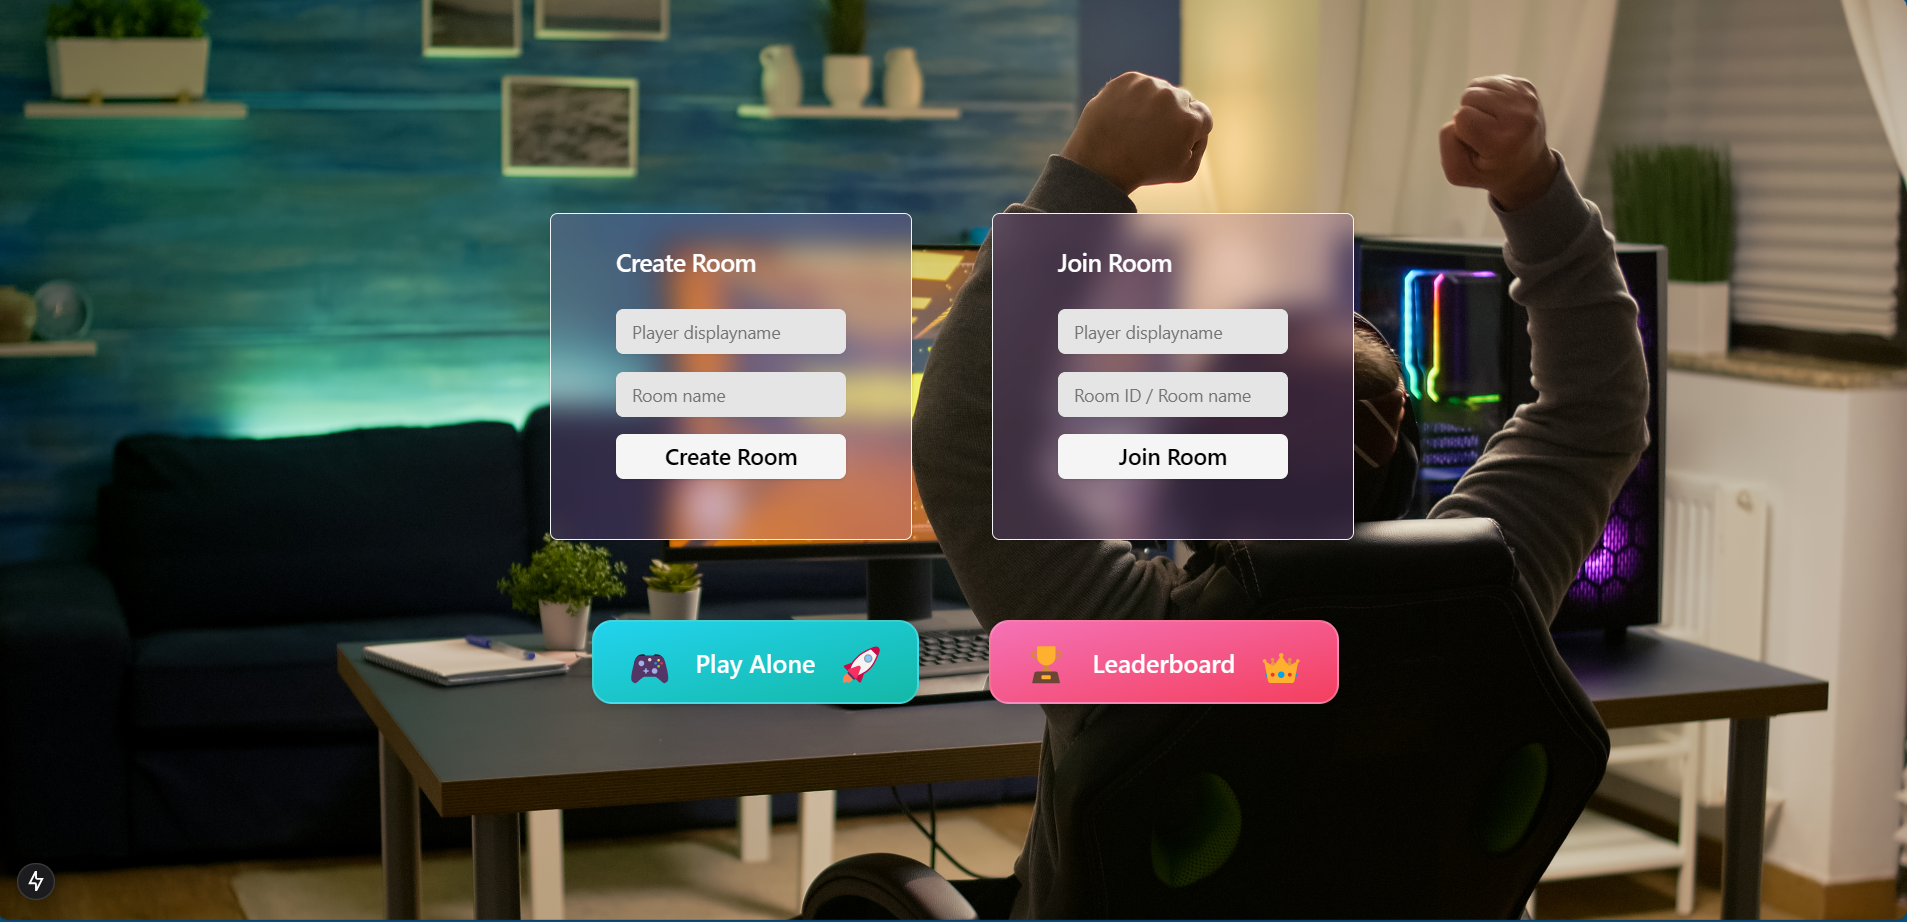 Create Room
Player displayname
Room name
Create Room
Join Room
Player displayname
Room ID / Room name
Join Room
Play Alone
Leaderboard